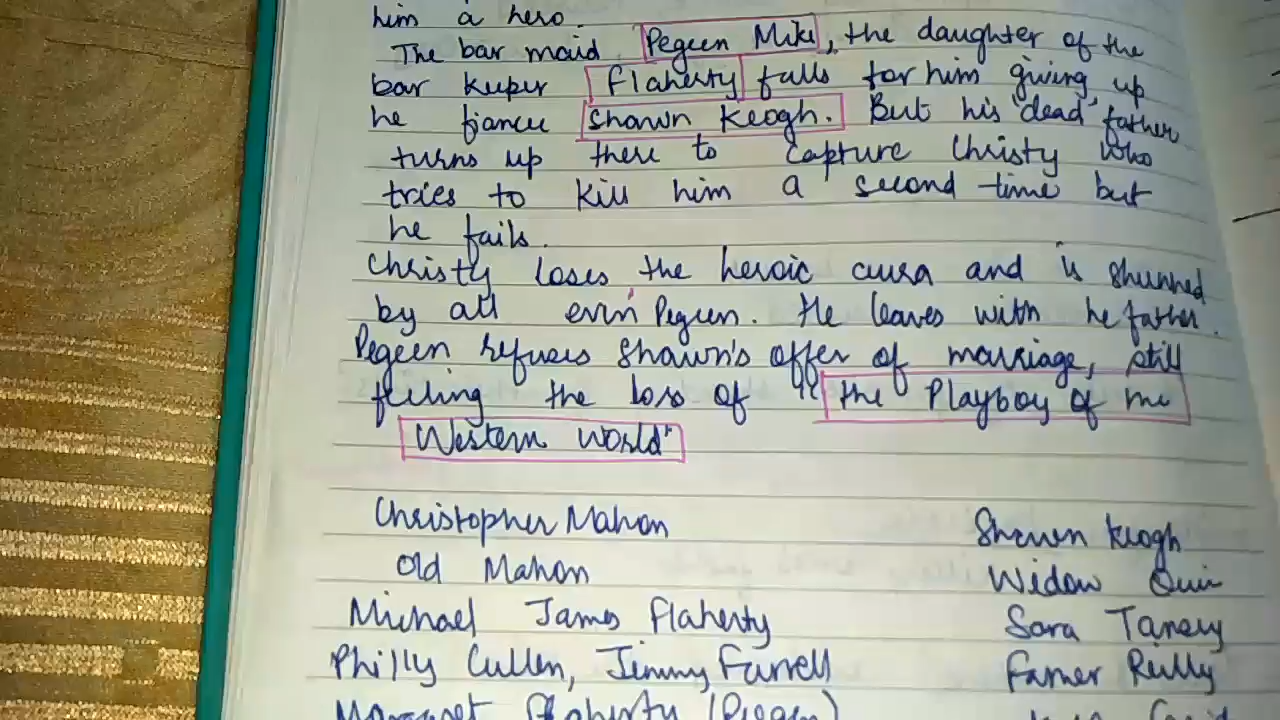 him a hero.
The bar maid Pegeen Mike, the daughter of the
bar keeper Flaherty falls for him giving up
he fiance Shawn Keogh. But his 'dead' father
turns up there to capture Christy who
tries to kill him a second time but
he fails.
Christy loses the heroic aura and is shunned
by all even Pegeen. He leaves with he father.
Pegeen refuses Shawn's offer of marriage, still
feeling the loss of "the Playboy of the
Western World"
Christopher Mahon Shawn Keogh
Old Mahon Widow Quin
Michael James Flaherty Sara Tansey
Philly Cullen, Jimmy Farrell Famer Reilly
Margaret Flaherty (Pegeen)